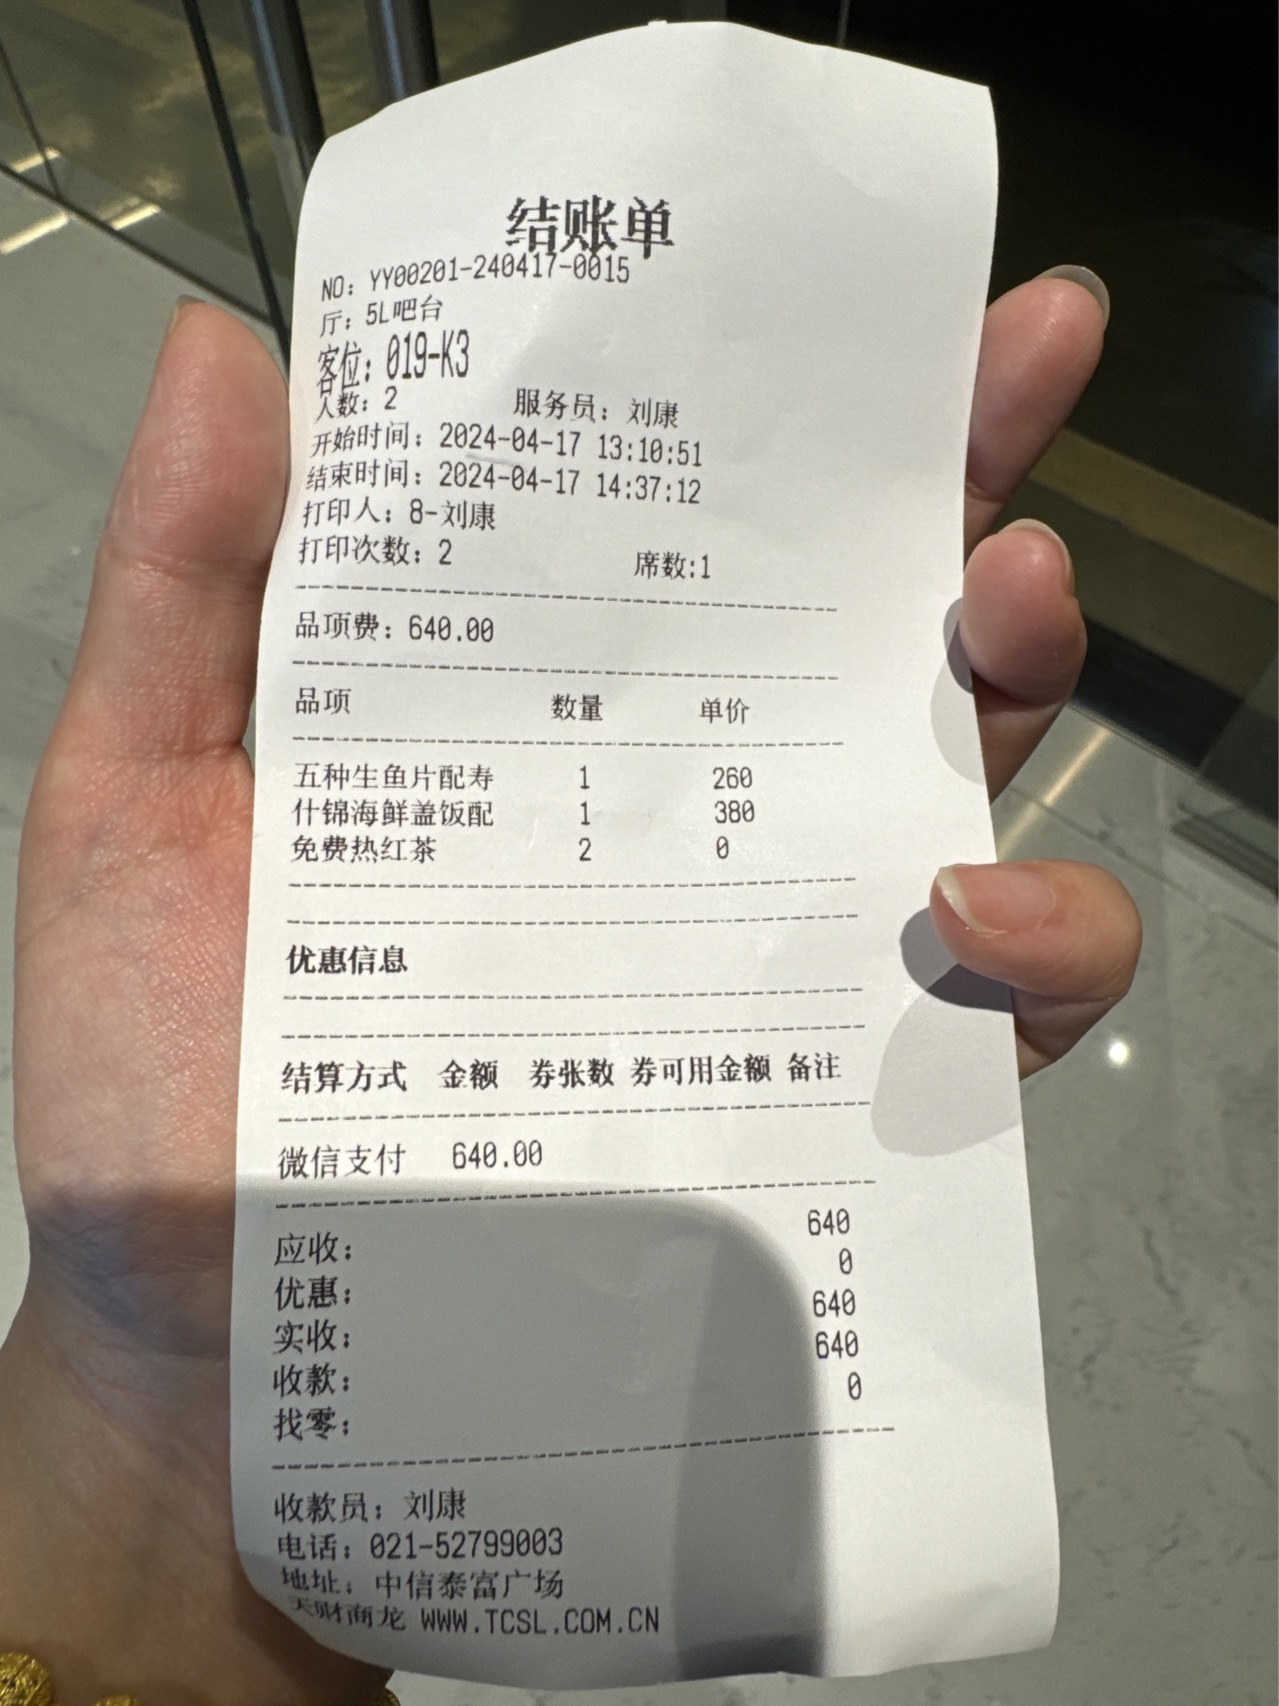 结账单
NO: YY00201-240417-0015
厅: 5L吧台
客位: 019-K3
人数: 2 服务员: 刘康
开始时间: 2024-04-17 13:10:51
结束时间: 2024-04-17 14:37:12
打印人: 8-刘康
打印次数: 2 席数:1
品项费: 640.00
品项 数量 单价
五种生鱼片配寿 1 260
什锦海鲜盖饭配 1 380
免费热红茶 2 0
优惠信息
结算方式 金额 券张数 券可用金额 备注
微信支付 640.00
应收: 640
优惠: 0
实收: 640
收款: 640
找零: 0
收款员: 刘康
电话: 021-52799003
地址: 中信泰富广场
天财商龙 WWW.TCSL.COM.CN